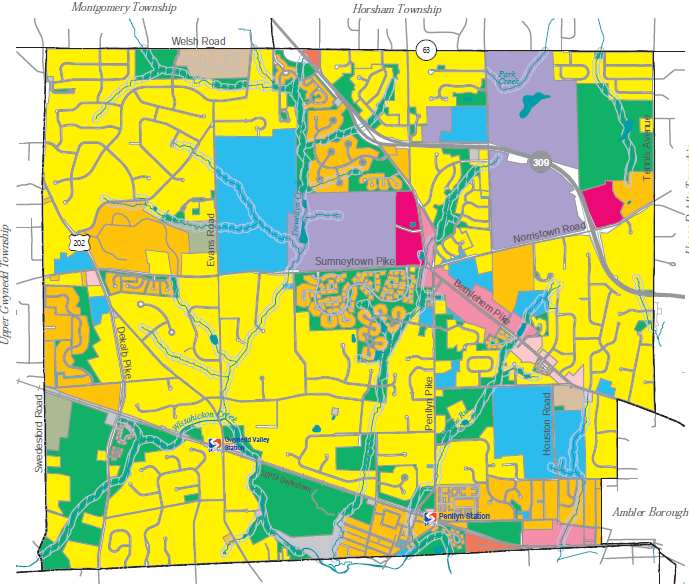 Montgomery Township
Horsham Township
Welsh Road
63
Park
Creek
Tennis Avenue
309
Evans Road
202
Norristown Road
Sumneytown Pike
Upper Gwynedd Township
Bethlehem Pike
Dekalb Pike
Penllyn Pike
Houston Road
Swedesford Road
Wissahickon Creek
Gwynedd Valley
Station
SEPTA Doylestown
Penllyn Station
Ambler Borough